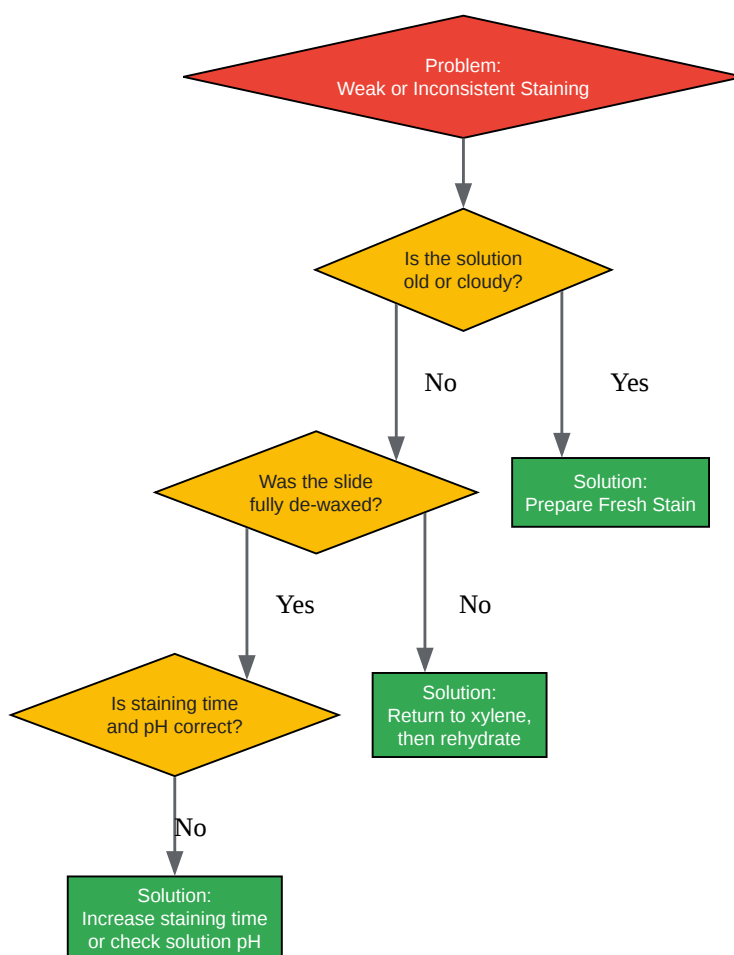 Problem:
Weak or Inconsistent Staining
Is the solution
old or cloudy?
No
Yes
Was the slide
fully de-waxed?
Solution:
Prepare Fresh Stain
Yes
No
Is staining time
and pH correct?
Solution:
Return to xylene,
then rehydrate
No
Solution:
Increase staining time
or check solution pH